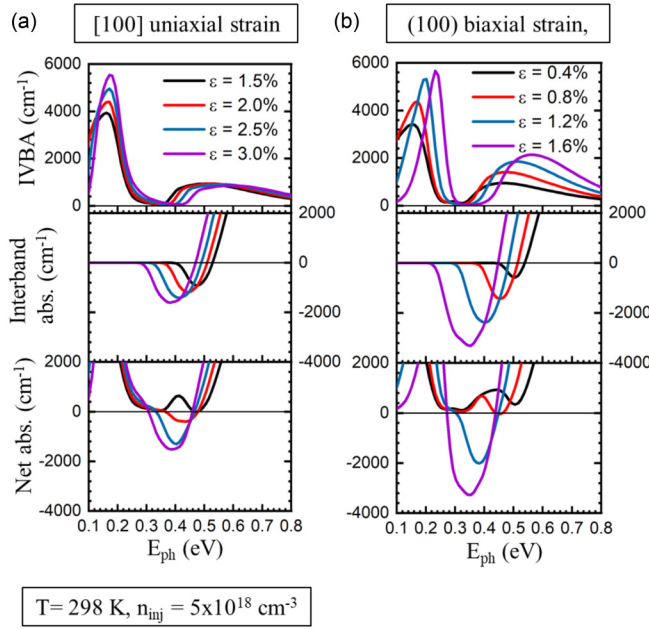 (a)
[100] uniaxial strain
(b)
(100) biaxial strain,
IVBA (cm⁻¹)
6000
4000
2000
0
ε = 1.5%
ε = 2.0%
ε = 2.5%
ε = 3.0%
6000
4000
2000
0
ε = 0.4%
ε = 0.8%
ε = 1.2%
ε = 1.6%
Interband
abs. (cm⁻¹)
2000
0
-2000
2000
0
-2000
-4000
Net abs. (cm⁻¹)
2000
0
-2000
-4000
2000
0
-2000
-4000
0.1 0.2 0.3 0.4 0.5 0.6 0.7 0.8
0.1 0.2 0.3 0.4 0.5 0.6 0.7 0.8
E_ph (eV)
E_ph (eV)
T= 298 K, n_inj = 5x10¹⁸ cm⁻³